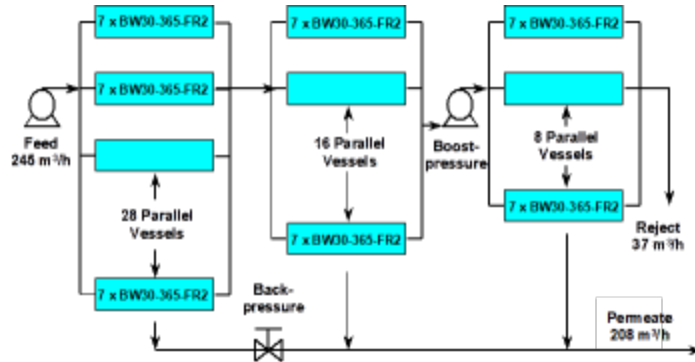 7 x BW30-365-FR2
7 x BW30-365-FR2
28 Parallel
Vessels
7 x BW30-365-FR2
Feed
245 m³/h
7 x BW30-365-FR2
16 Parallel
Vessels
7 x BW30-365-FR2
Boost-
pressure
7 x BW30-365-FR2
8 Parallel
Vessels
7 x BW30-365-FR2
Reject
37 m³/h
Back-
pressure
Permeate
208 m³/h